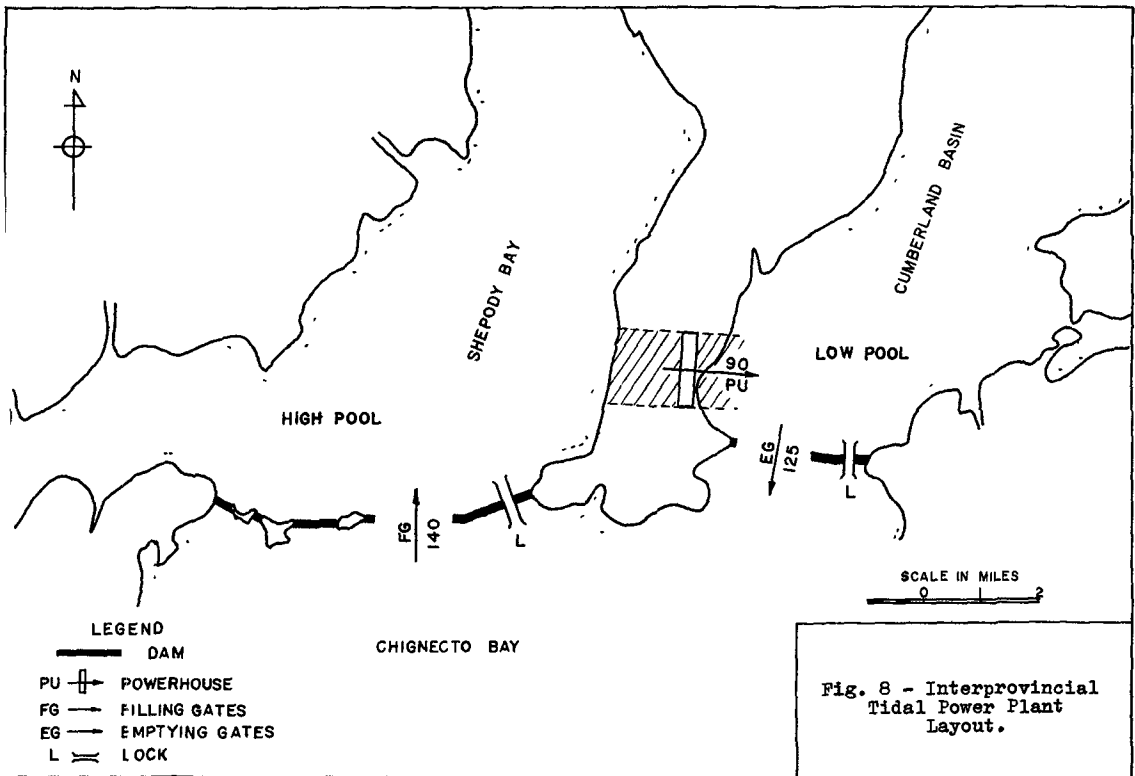 N
SHEPODY BAY
CUMBERLAND BASIN
HIGH POOL
LOW POOL
90
PU
FG
140
L
EG
125
L
SCALE IN MILES
0 2
CHIGNECTO BAY
LEGEND
DAM
PU POWERHOUSE
FG FILLING GATES
EG EMPTYING GATES
L LOCK
Fig. 8 - Interprovincial
Tidal Power Plant
Layout.